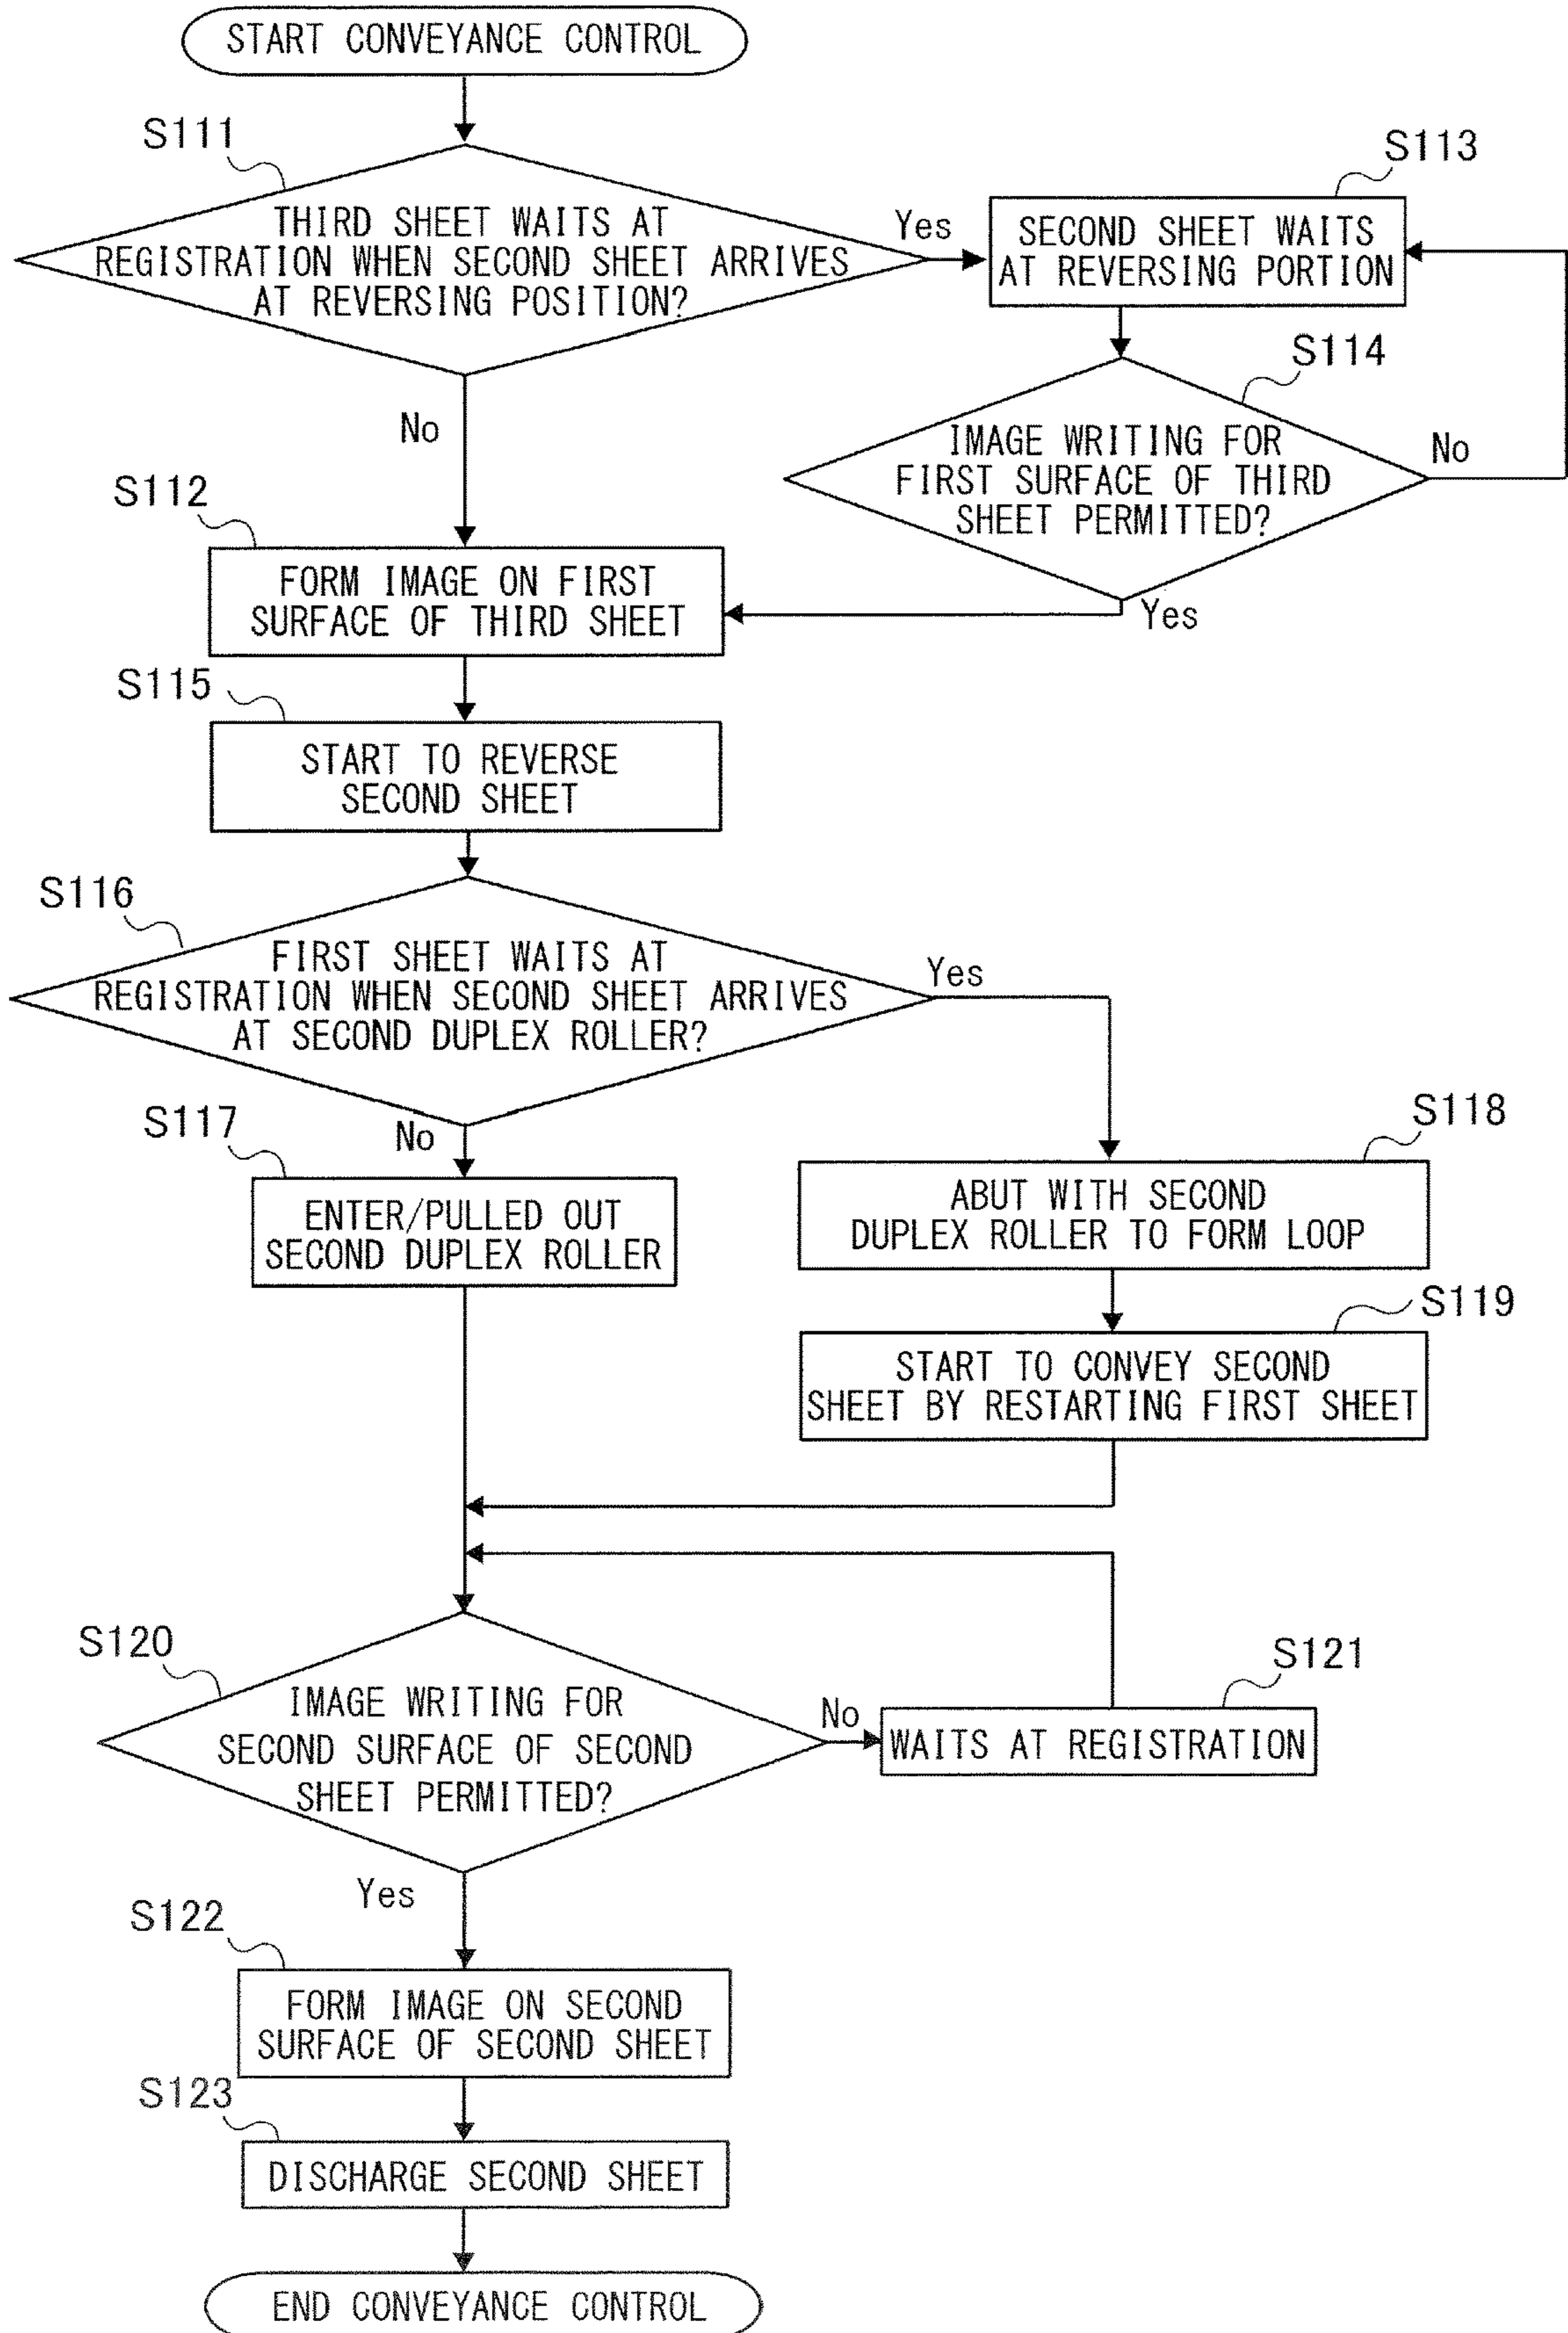 START CONVEYANCE CONTROL
S111
THIRD SHEET WAITS AT
REGISTRATION WHEN SECOND SHEET ARRIVES
AT REVERSING POSITION?
Yes
No
S113
SECOND SHEET WAITS
AT REVERSING PORTION
S114
IMAGE WRITING FOR
FIRST SURFACE OF THIRD
SHEET PERMITTED?
No
Yes
S112
FORM IMAGE ON FIRST
SURFACE OF THIRD SHEET
S115
START TO REVERSE
SECOND SHEET
S116
FIRST SHEET WAITS AT
REGISTRATION WHEN SECOND SHEET ARRIVES
AT SECOND DUPLEX ROLLER?
Yes
No
S117
ENTER/PULLED OUT
SECOND DUPLEX ROLLER
S118
ABUT WITH SECOND
DUPLEX ROLLER TO FORM LOOP
S119
START TO CONVEY SECOND
SHEET BY RESTARTING FIRST SHEET
S120
IMAGE WRITING FOR
SECOND SURFACE OF SECOND
SHEET PERMITTED?
No
S121
WAITS AT REGISTRATION
Yes
S122
FORM IMAGE ON SECOND
SURFACE OF SECOND SHEET
S123
DISCHARGE SECOND SHEET
END CONVEYANCE CONTROL